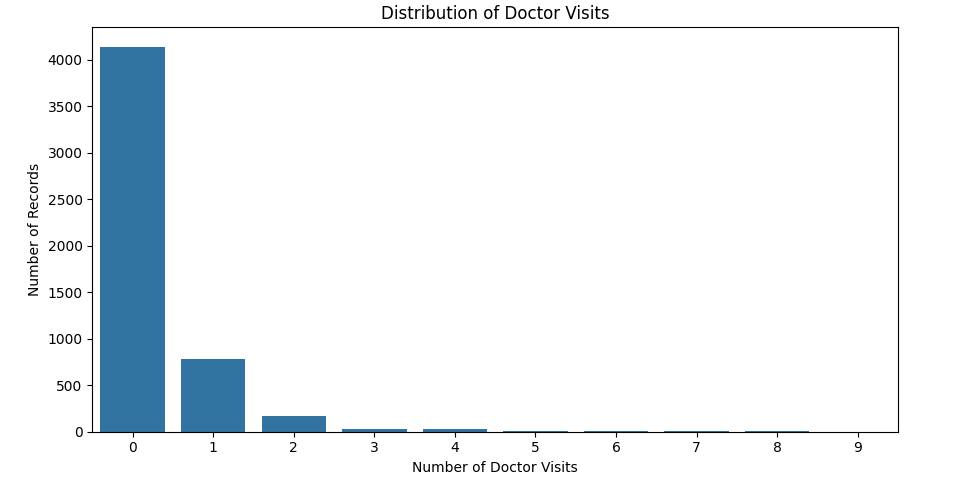 Distribution of Doctor Visits
4000
3500
3000
2500
2000
1500
1000
500
0
Number of Records
0 1 2 3 4 5 6 7 8 9
Number of Doctor Visits